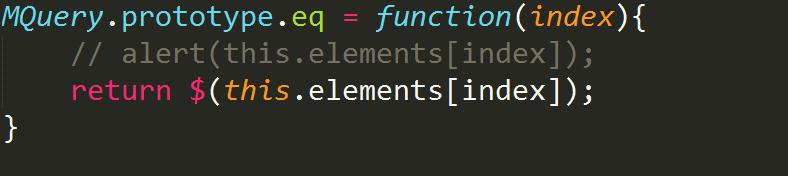 MQuery.prototype.eq = function(index){
    // alert(this.elements[index]);
    return $(this.elements[index]);
}